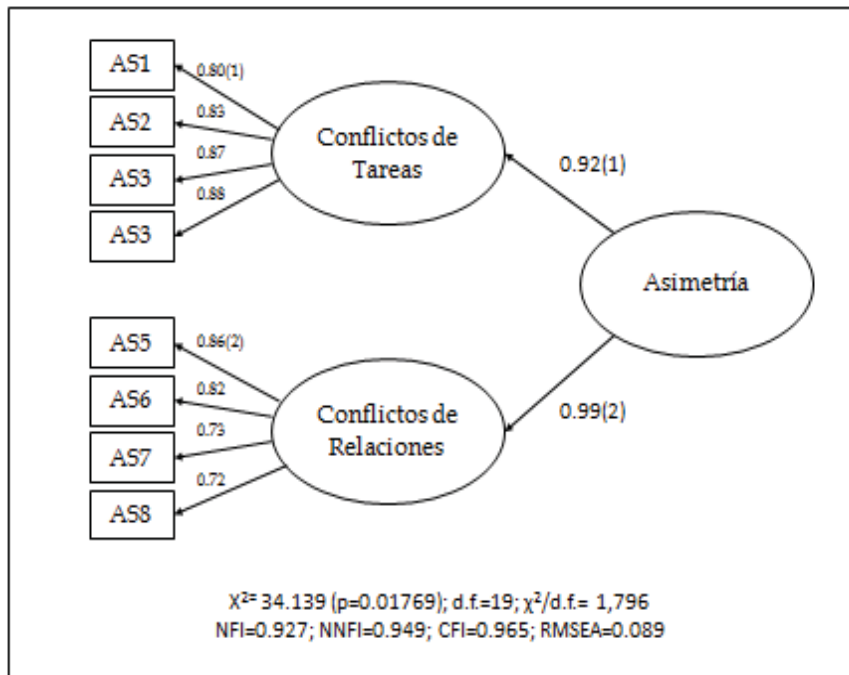 AS1
0.80(1)
AS2
0.83
AS3
0.87
AS3
0.88
Conflictos de
Tareas
0.92(1)
Asimetría
AS5
0.86(2)
AS6
0.82
AS7
0.73
AS8
0.72
Conflictos de
Relaciones
0.99(2)
X²= 34.139 (p=0.01769); d.f.=19; χ²/d.f.= 1,796
NFI=0.927; NNFI=0.949; CFI=0.965; RMSEA=0.089